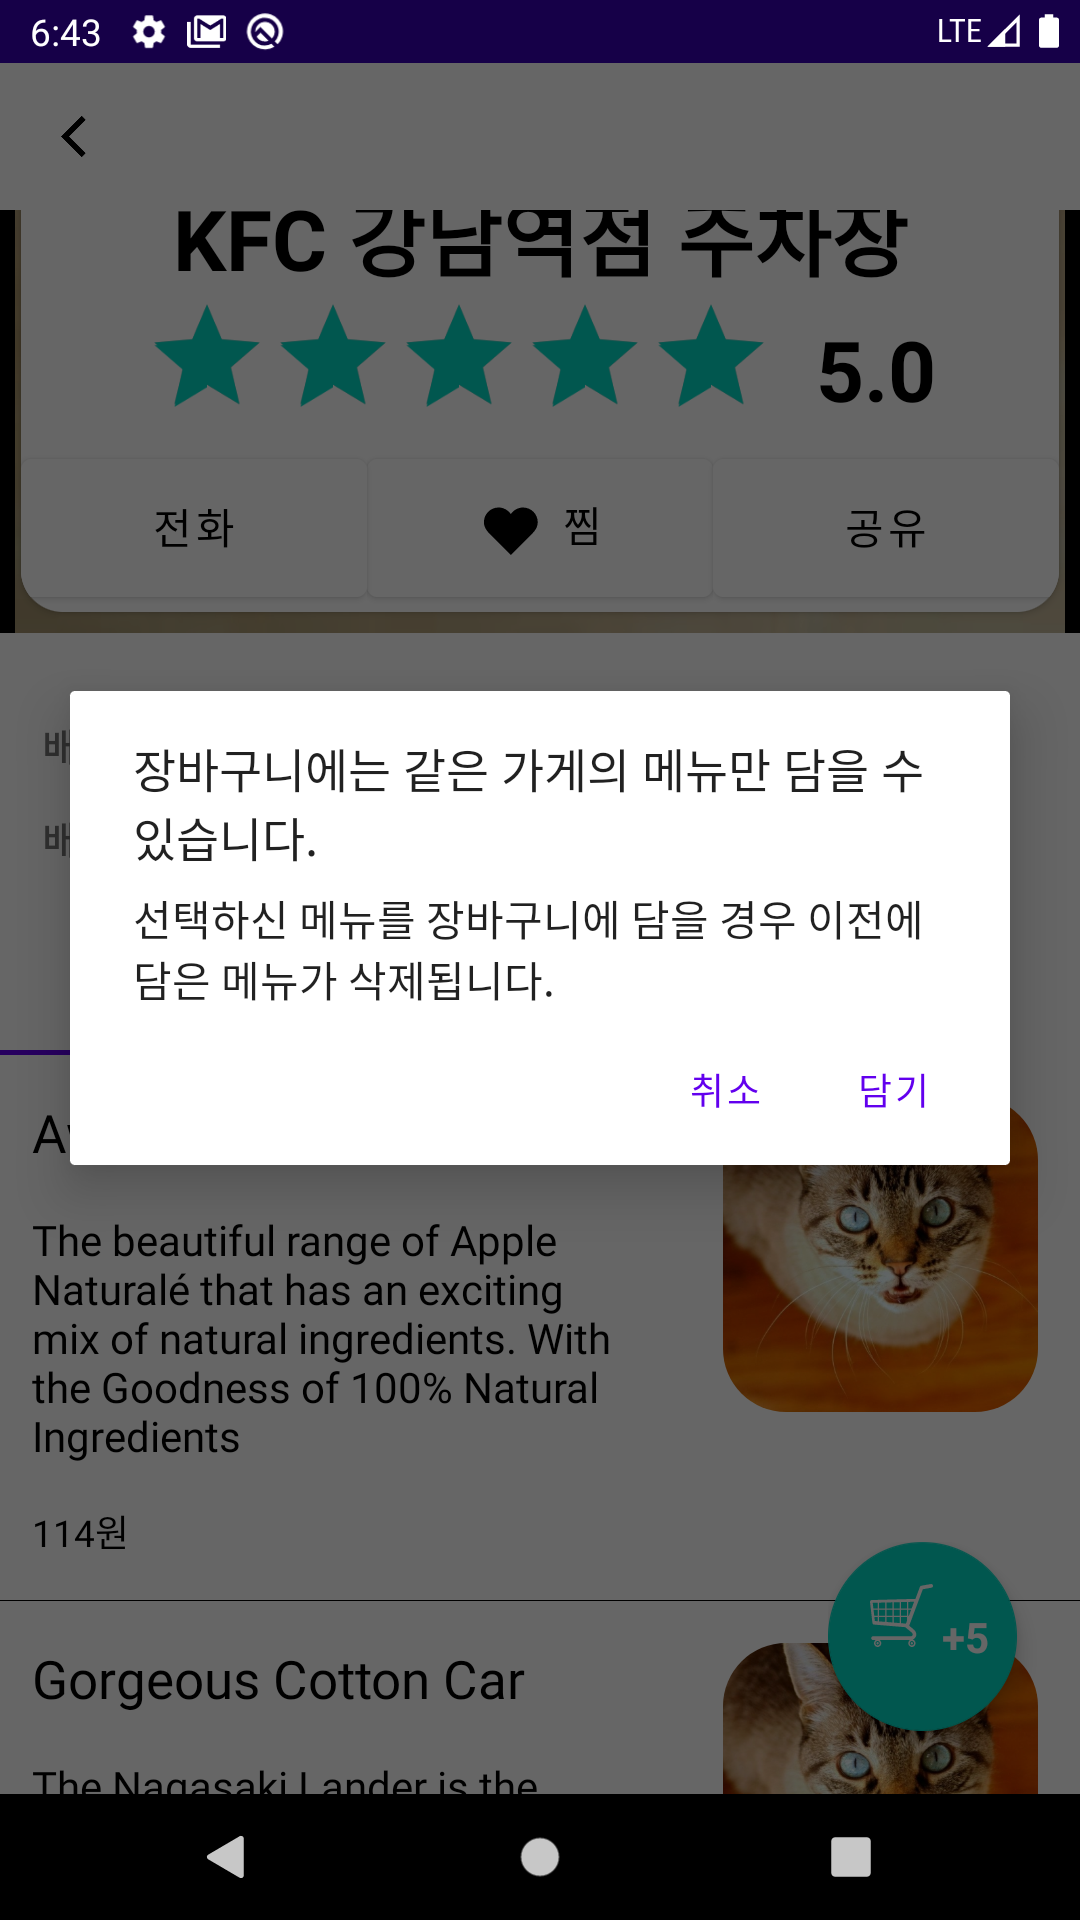 6:43 LTE
KFC 강남역점 주차장
5.0
전화 찜 공유
장바구니에는 같은 가게의 메뉴만 담을 수
있습니다.
선택하신 메뉴를 장바구니에 담을 경우 이전에
담은 메뉴가 삭제됩니다.
취소 담기
The beautiful range of Apple
Naturalé that has an exciting
mix of natural ingredients. With
the Goodness of 100% Natural
Ingredients
114원
+5
Gorgeous Cotton Car
The Nagasaki Lander is the